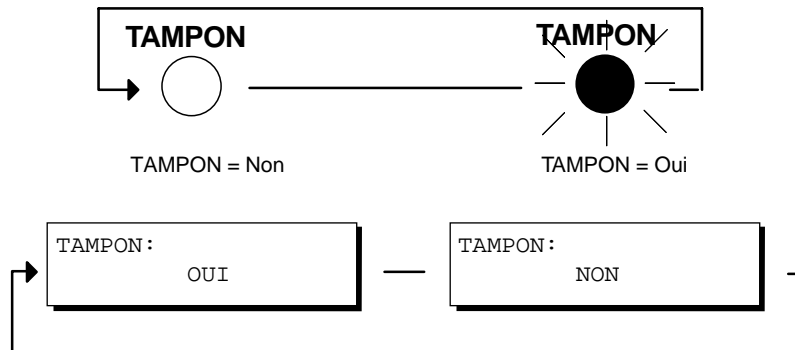 TAMPON TAMPON
TAMPON = Non TAMPON = Oui
TAMPON: TAMPON:
OUI NON